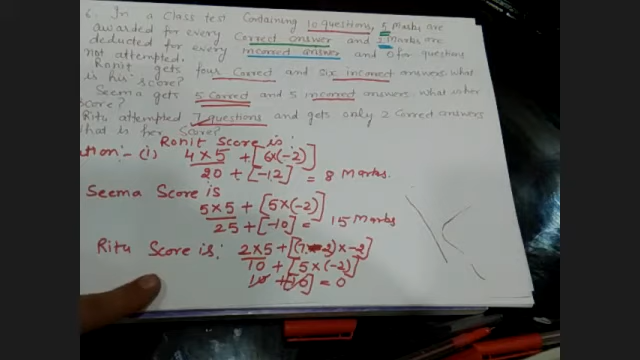 6. In a Class test Containing 10 questions, 5 Marks are
awarded for every Correct answer and 2 Marks are
deducted for every incorrect answer and 0 for questions
not attempted.
Ronit gets four Correct and six incorrect answers what
is his score?
Seema gets 5 correct and 5 incorrect answers what is her
score?
Ritu attempted 7 questions and gets only 2 Correct answers
what is her Score?
Ronit Score is:
ution:- (i) 4 × 5 + [6×(-2)]
20 + [-12] = 8 Marks.
Seema Score is
5×5 + [5×(-2)]
25 + [-10] = 15 Marks
Ritu Score is: 2×5 + [(7-2)×-2]
10 + [5 × (-2)]
10 + [-10] = 0